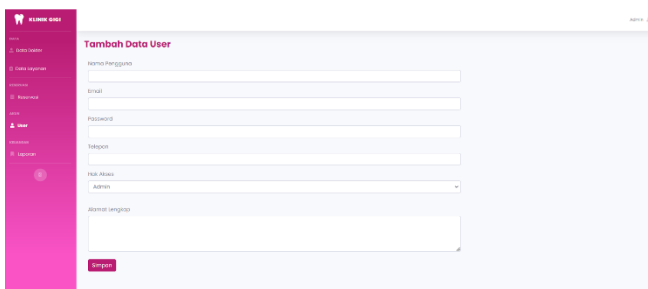 KLINIK GIGI
Admin
Data Dokter
Data Layanan
Reservasi
User
Laporan
Tambah Data User
Nama Pengguna
Email
Password
Telepon
Hak Akses
Admin
Alamat Lengkap
Simpan